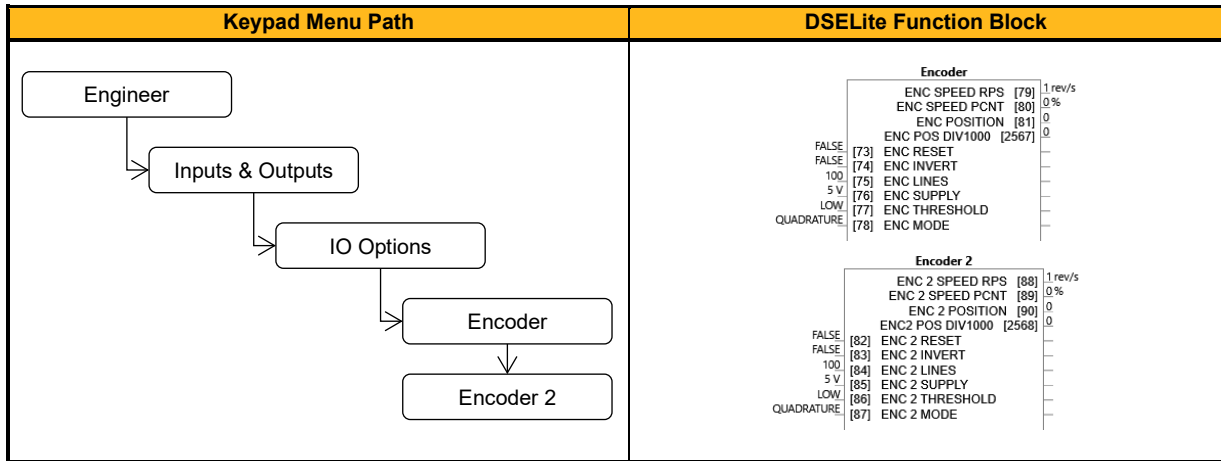 Keypad Menu Path
DSELite Function Block
Engineer
Inputs & Outputs
IO Options
Encoder
Encoder 2
Encoder
ENC SPEED RPS [79] 1 rev/s
ENC SPEED PCNT [80] 0 %
ENC POSITION [81] 0
ENC POS DIV1000 [2567] 0
FALSE [73] ENC RESET
FALSE [74] ENC INVERT
100 [75] ENC LINES
5 V [76] ENC SUPPLY
LOW [77] ENC THRESHOLD
QUADRATURE [78] ENC MODE
Encoder 2
ENC 2 SPEED RPS [88] 1 rev/s
ENC 2 SPEED PCNT [89] 0 %
ENC 2 POSITION [90] 0
ENC2 POS DIV1000 [2568] 0
FALSE [82] ENC 2 RESET
FALSE [83] ENC 2 INVERT
100 [84] ENC 2 LINES
5 V [85] ENC 2 SUPPLY
LOW [86] ENC 2 THRESHOLD
QUADRATURE [87] ENC 2 MODE